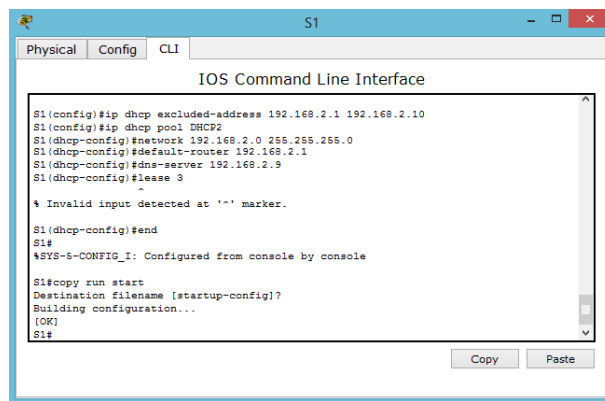 S1
Physical
Config
CLI
IOS Command Line Interface
S1(config)#ip dhcp excluded-address 192.168.2.1 192.168.2.10
S1(config)#ip dhcp pool DHCP2
S1(dhcp-config)#network 192.168.2.0 255.255.255.0
S1(dhcp-config)#default-router 192.168.2.1
S1(dhcp-config)#dns-server 192.168.2.9
S1(dhcp-config)#lease 3
^
% Invalid input detected at '^' marker.
S1(dhcp-config)#end
S1#
%SYS-5-CONFIG_I: Configured from console by console
S1#copy run start
Destination filename [startup-config]?
Building configuration...
[OK]
S1#
Copy
Paste